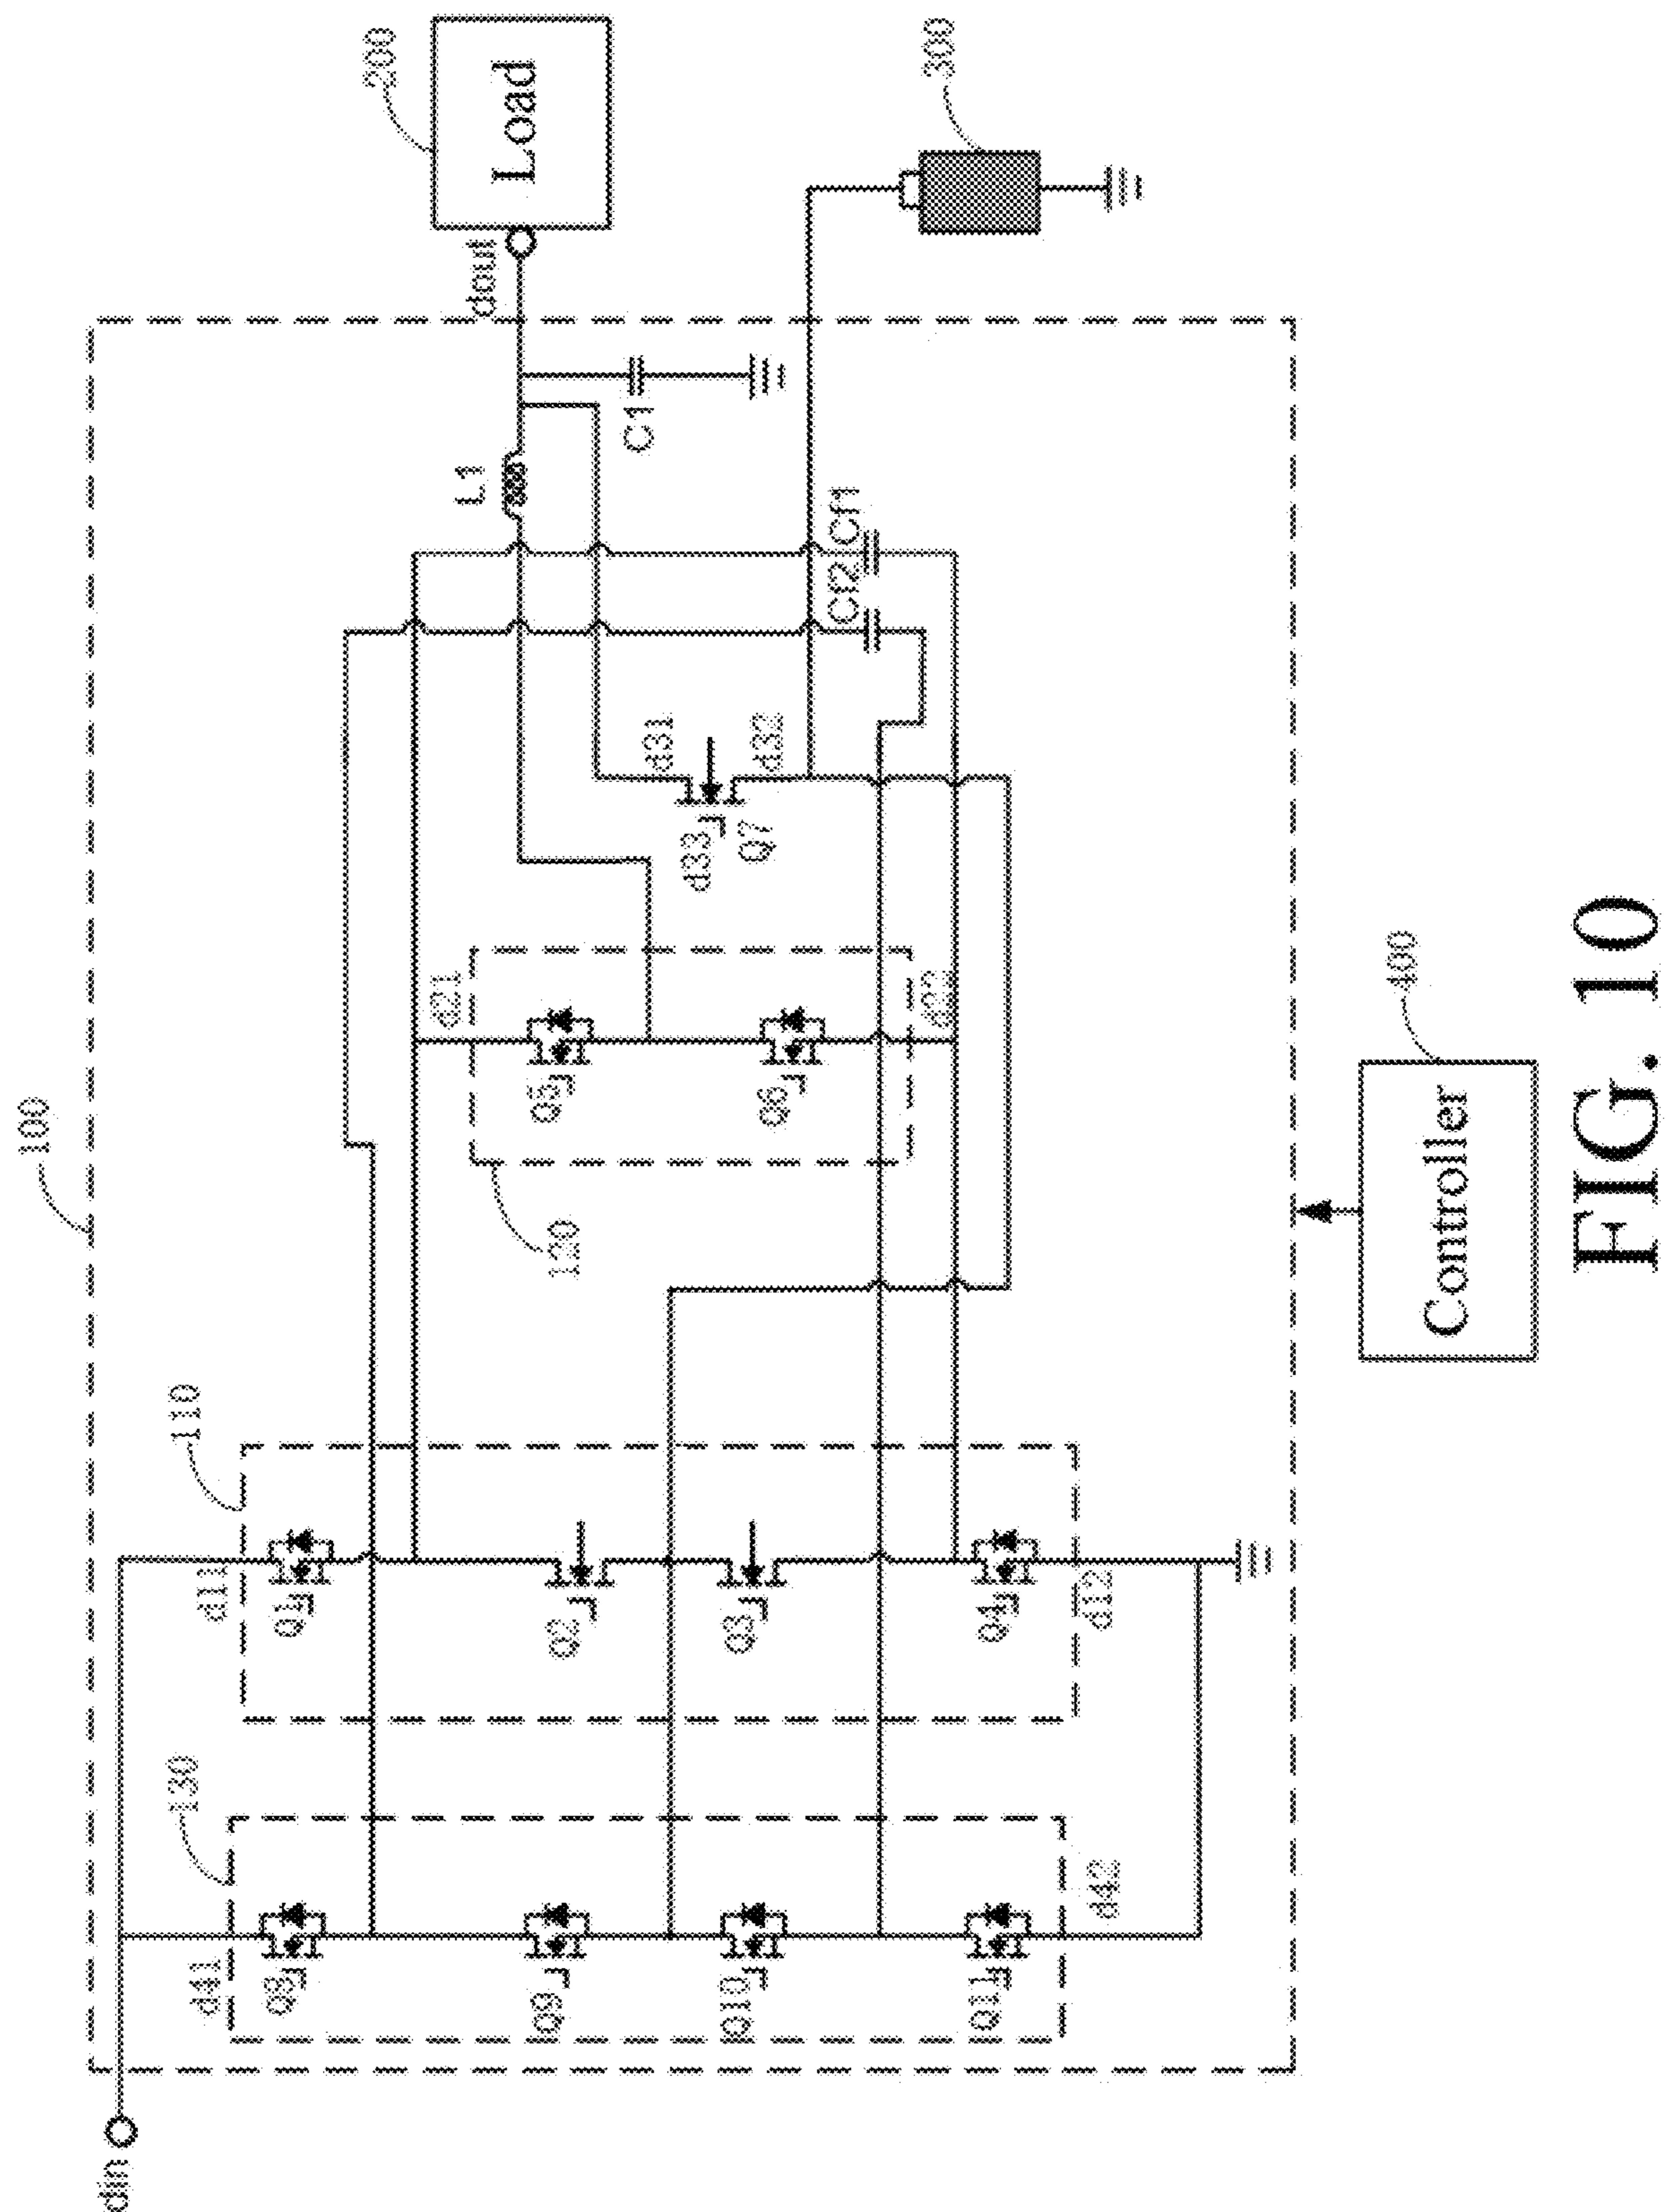 100
200
Load
dout
300
L1
C1
Cf1
Cf2
d31
d32
d33
Q7
d21
d22
Q5
Q6
120
110
d11
Q1
Q2
Q3
Q4
d12
130
d41
Q8
Q9
Q10
Q11
d42
din
400
Controller
FIG. 10